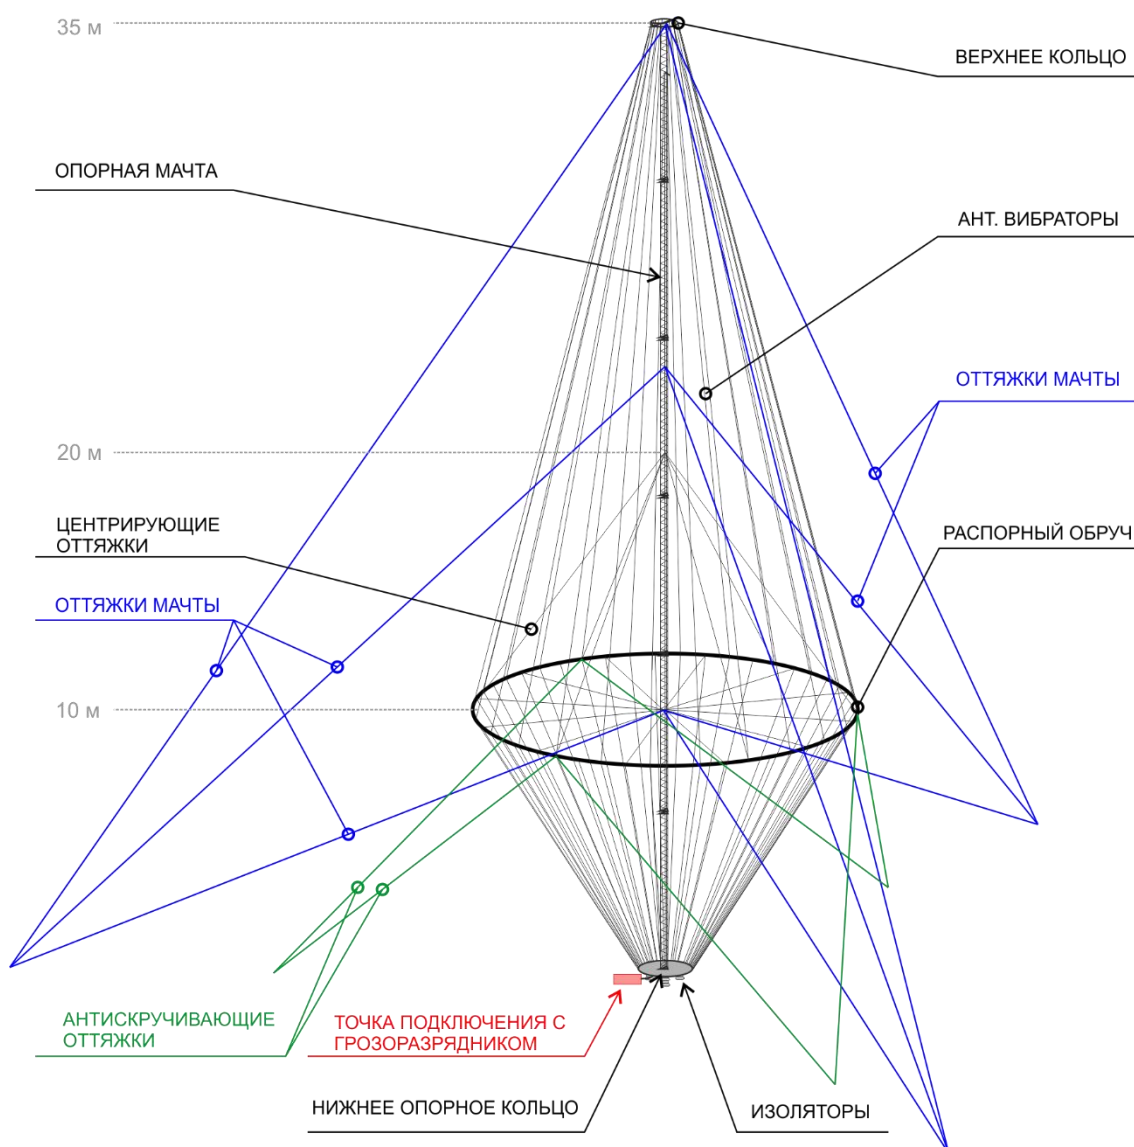 35 м
ВЕРХНЕЕ КОЛЬЦО
ОПОРНАЯ МАЧТА
АНТ. ВИБРАТОРЫ
ОТТЯЖКИ МАЧТЫ
20 м
ЦЕНТРИРУЮЩИЕ
ОТТЯЖКИ
РАСПОРНЫЙ ОБРУЧ
ОТТЯЖКИ МАЧТЫ
10 м
АНТИСКРУЧИВАЮЩИЕ
ОТТЯЖКИ
ТОЧКА ПОДКЛЮЧЕНИЯ С
ГРОЗОРАЗРЯДНИКОМ
НИЖНЕЕ ОПОРНОЕ КОЛЬЦО
ИЗОЛЯТОРЫ